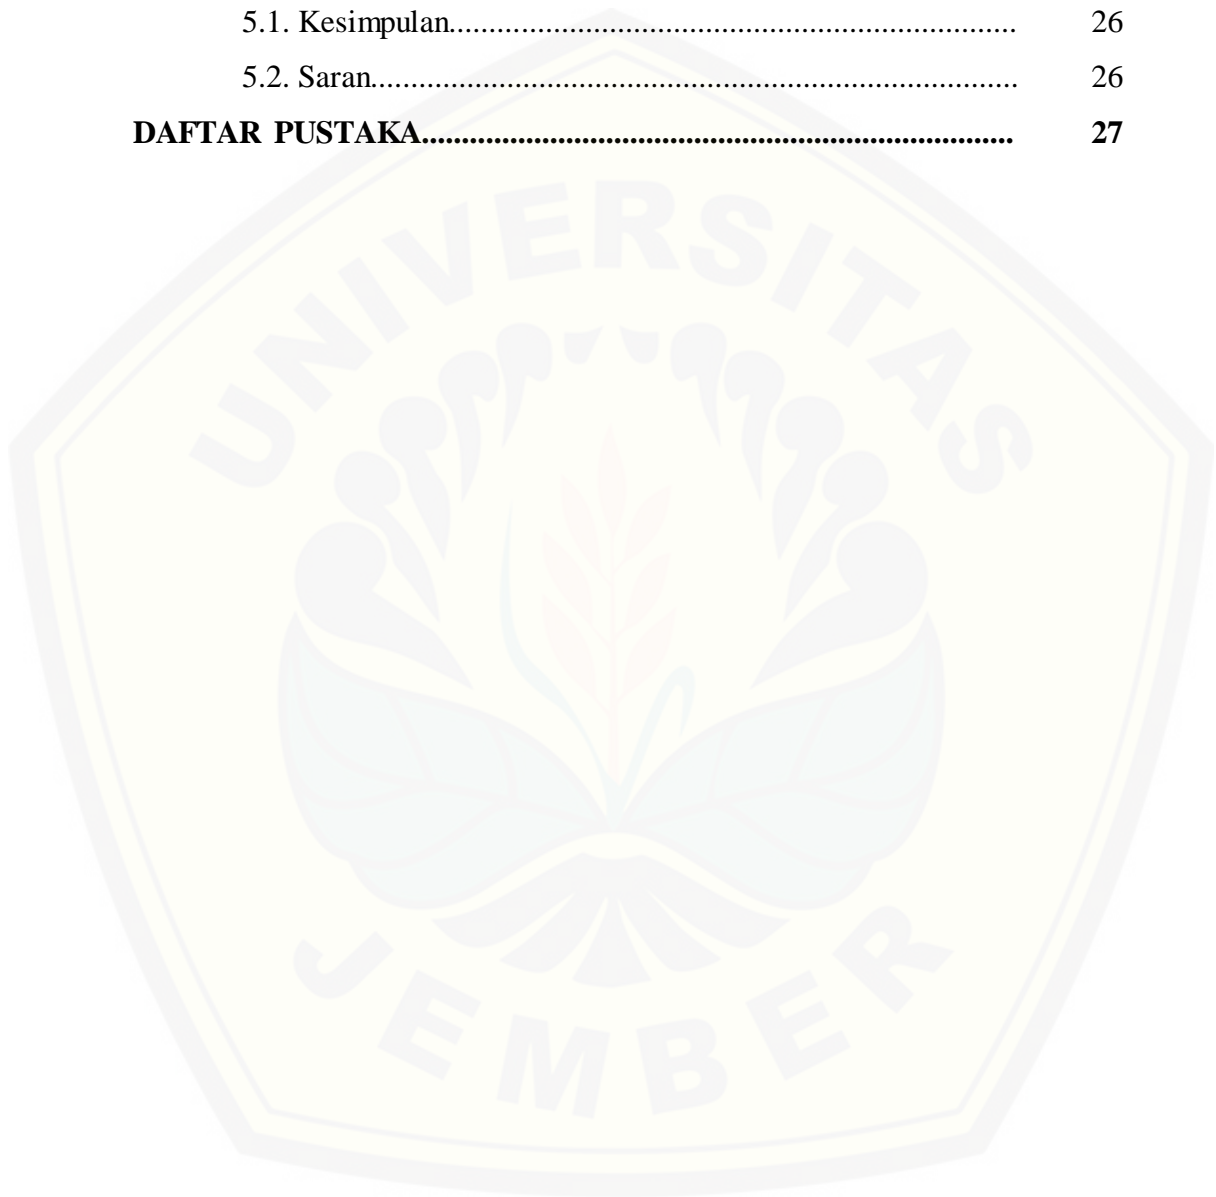 5.1. Kesimpulan....................................................................... 26
5.2. Saran................................................................................. 26
DAFTAR PUSTAKA.......................................................................... 27
UNIVERSITAS
JEMBER